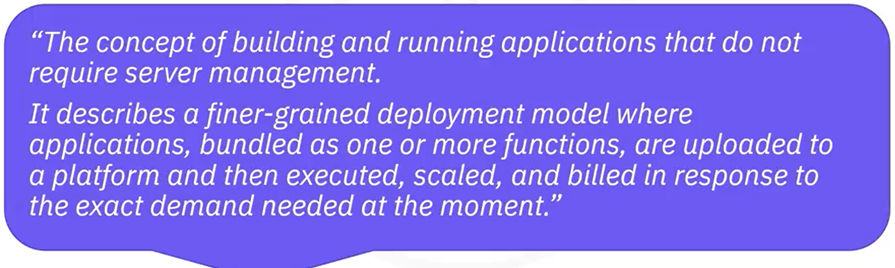 “The concept of building and running applications that do not
require server management.
It describes a finer-grained deployment model where
applications, bundled as one or more functions, are uploaded to
a platform and then executed, scaled, and billed in response to
the exact demand needed at the moment.”